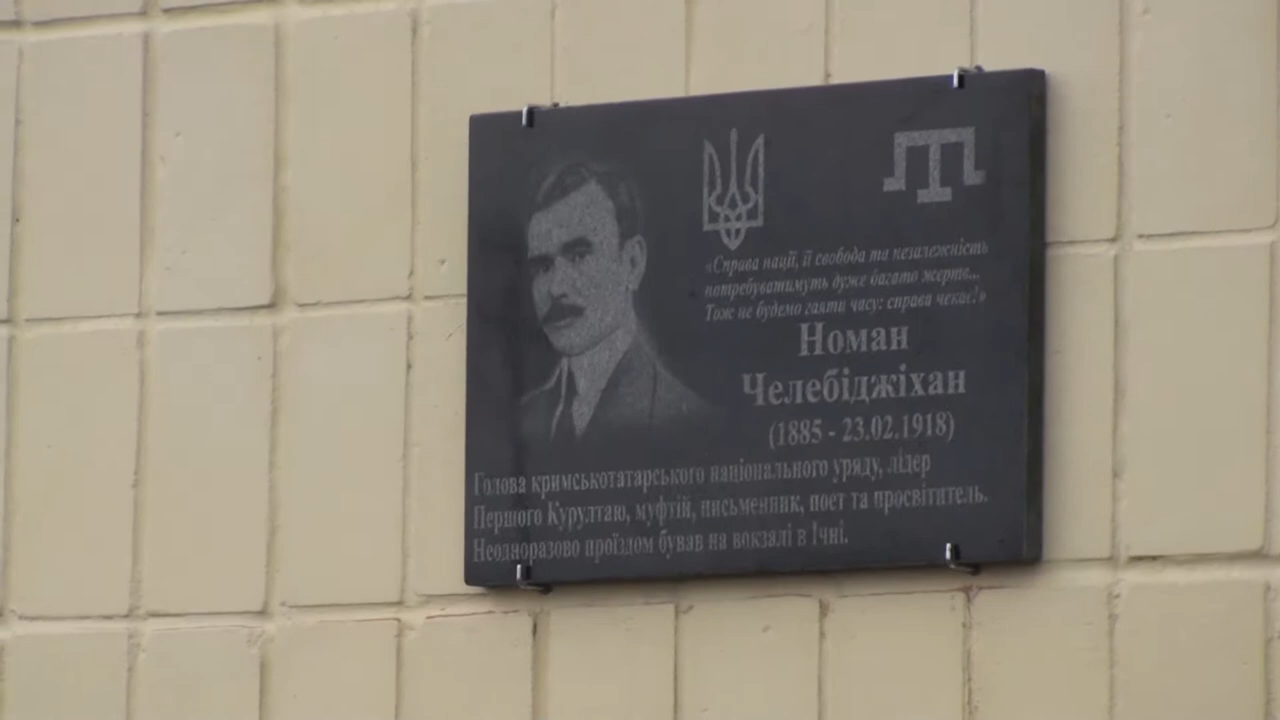 «Справа нації, її свобода та незалежність
потребуватимуть дуже багато жертв...
Тож не будемо гаяти часу: справа чекає!»
Номан
Челебіджіхан
(1885 - 23.02.1918)
Голова кримськотатарського національного уряду, лідер
Першого Курултаю, муфтій, письменник, поет та просвітитель.
Неодноразово проїздом бував на вокзалі в Ічні.